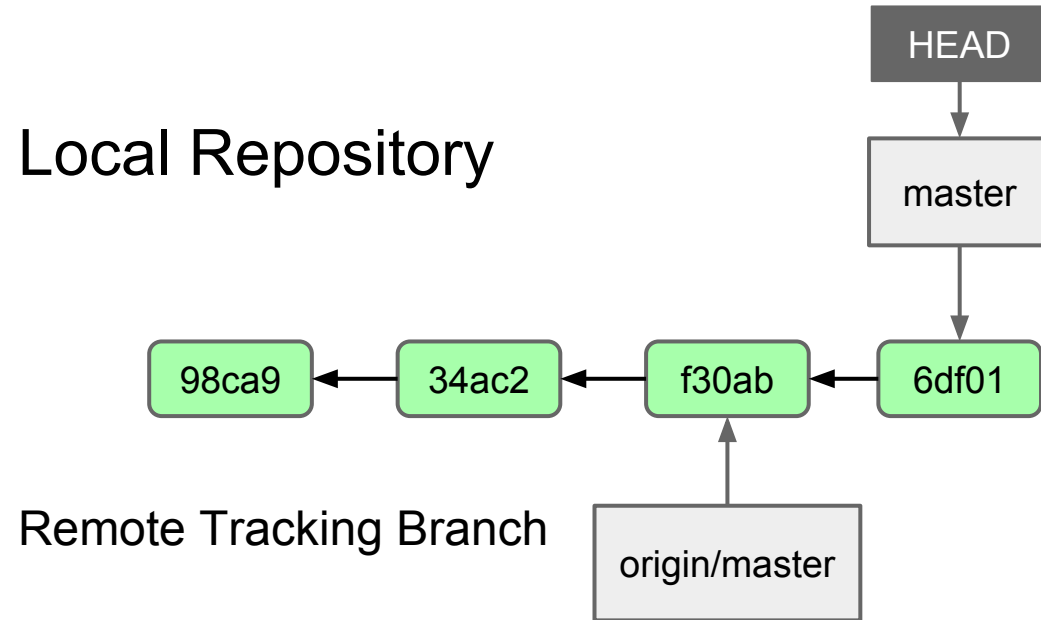 HEAD
Local Repository
master
98ca9
34ac2
f30ab
6df01
Remote Tracking Branch
origin/master